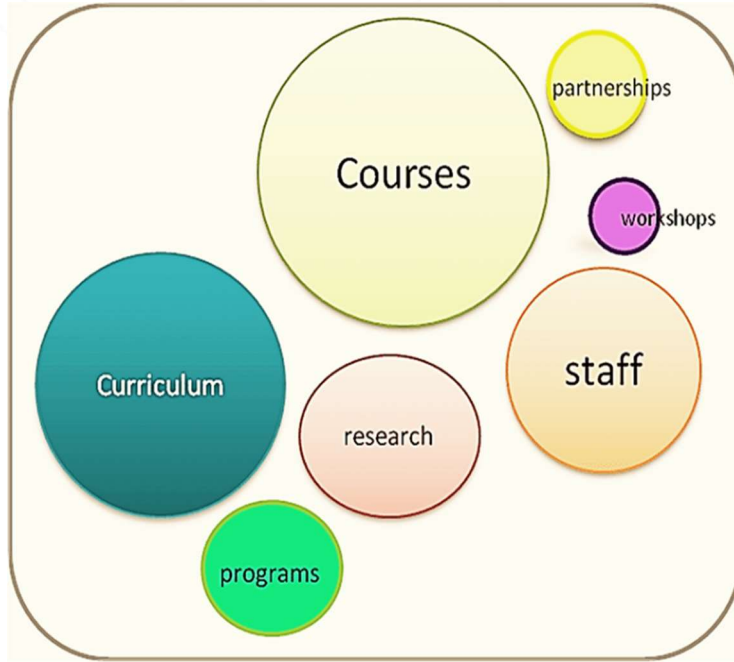 partnerships
Courses
workshops
staff
Curriculum
research
programs